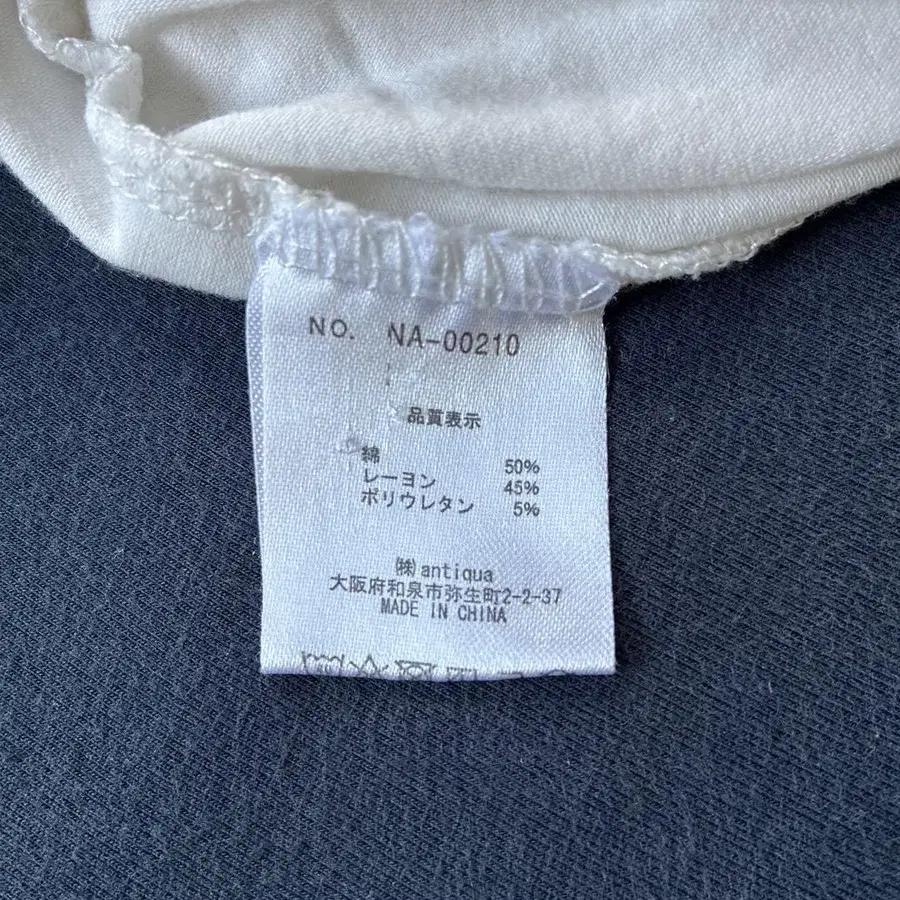 NO. NA-00210
品質表示
綿 50%
レーヨン 45%
ポリウレタン 5%
㈱antiqua
大阪府和泉市弥生町2-2-37
MADE IN CHINA